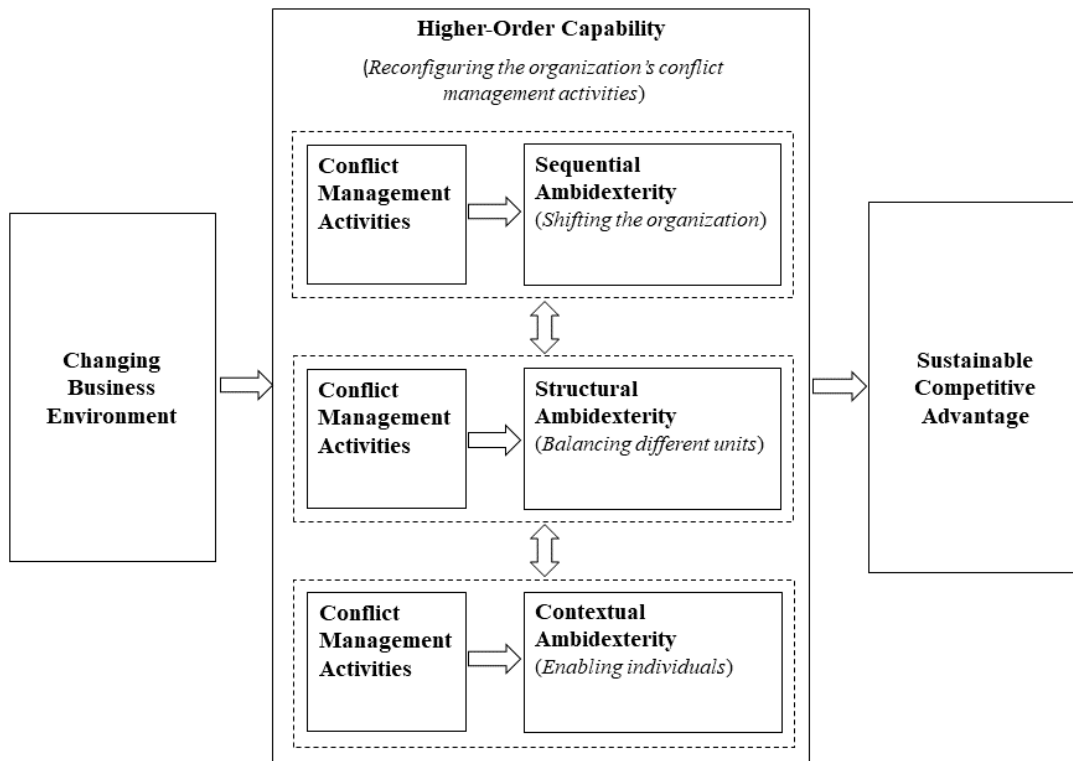 Higher-Order Capability
(Reconfiguring the organization's conflict
management activities)
Changing
Business
Environment
Conflict
Management
Activities
Sequential
Ambidexterity
(Shifting the organization)
Conflict
Management
Activities
Structural
Ambidexterity
(Balancing different units)
Conflict
Management
Activities
Contextual
Ambidexterity
(Enabling individuals)
Sustainable
Competitive
Advantage